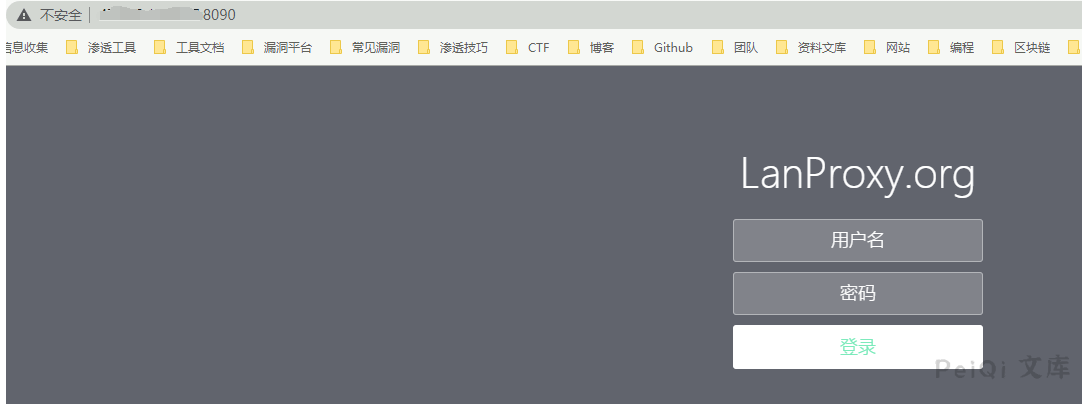 不安全 | :8090
信息收集 渗透工具 工具文档 漏洞平台 常见漏洞 渗透技巧 CTF 博客 Github 团队 资料文库 网站 编程 区块链
LanProxy.org
用户名
密码
登录
PeiQi 文库